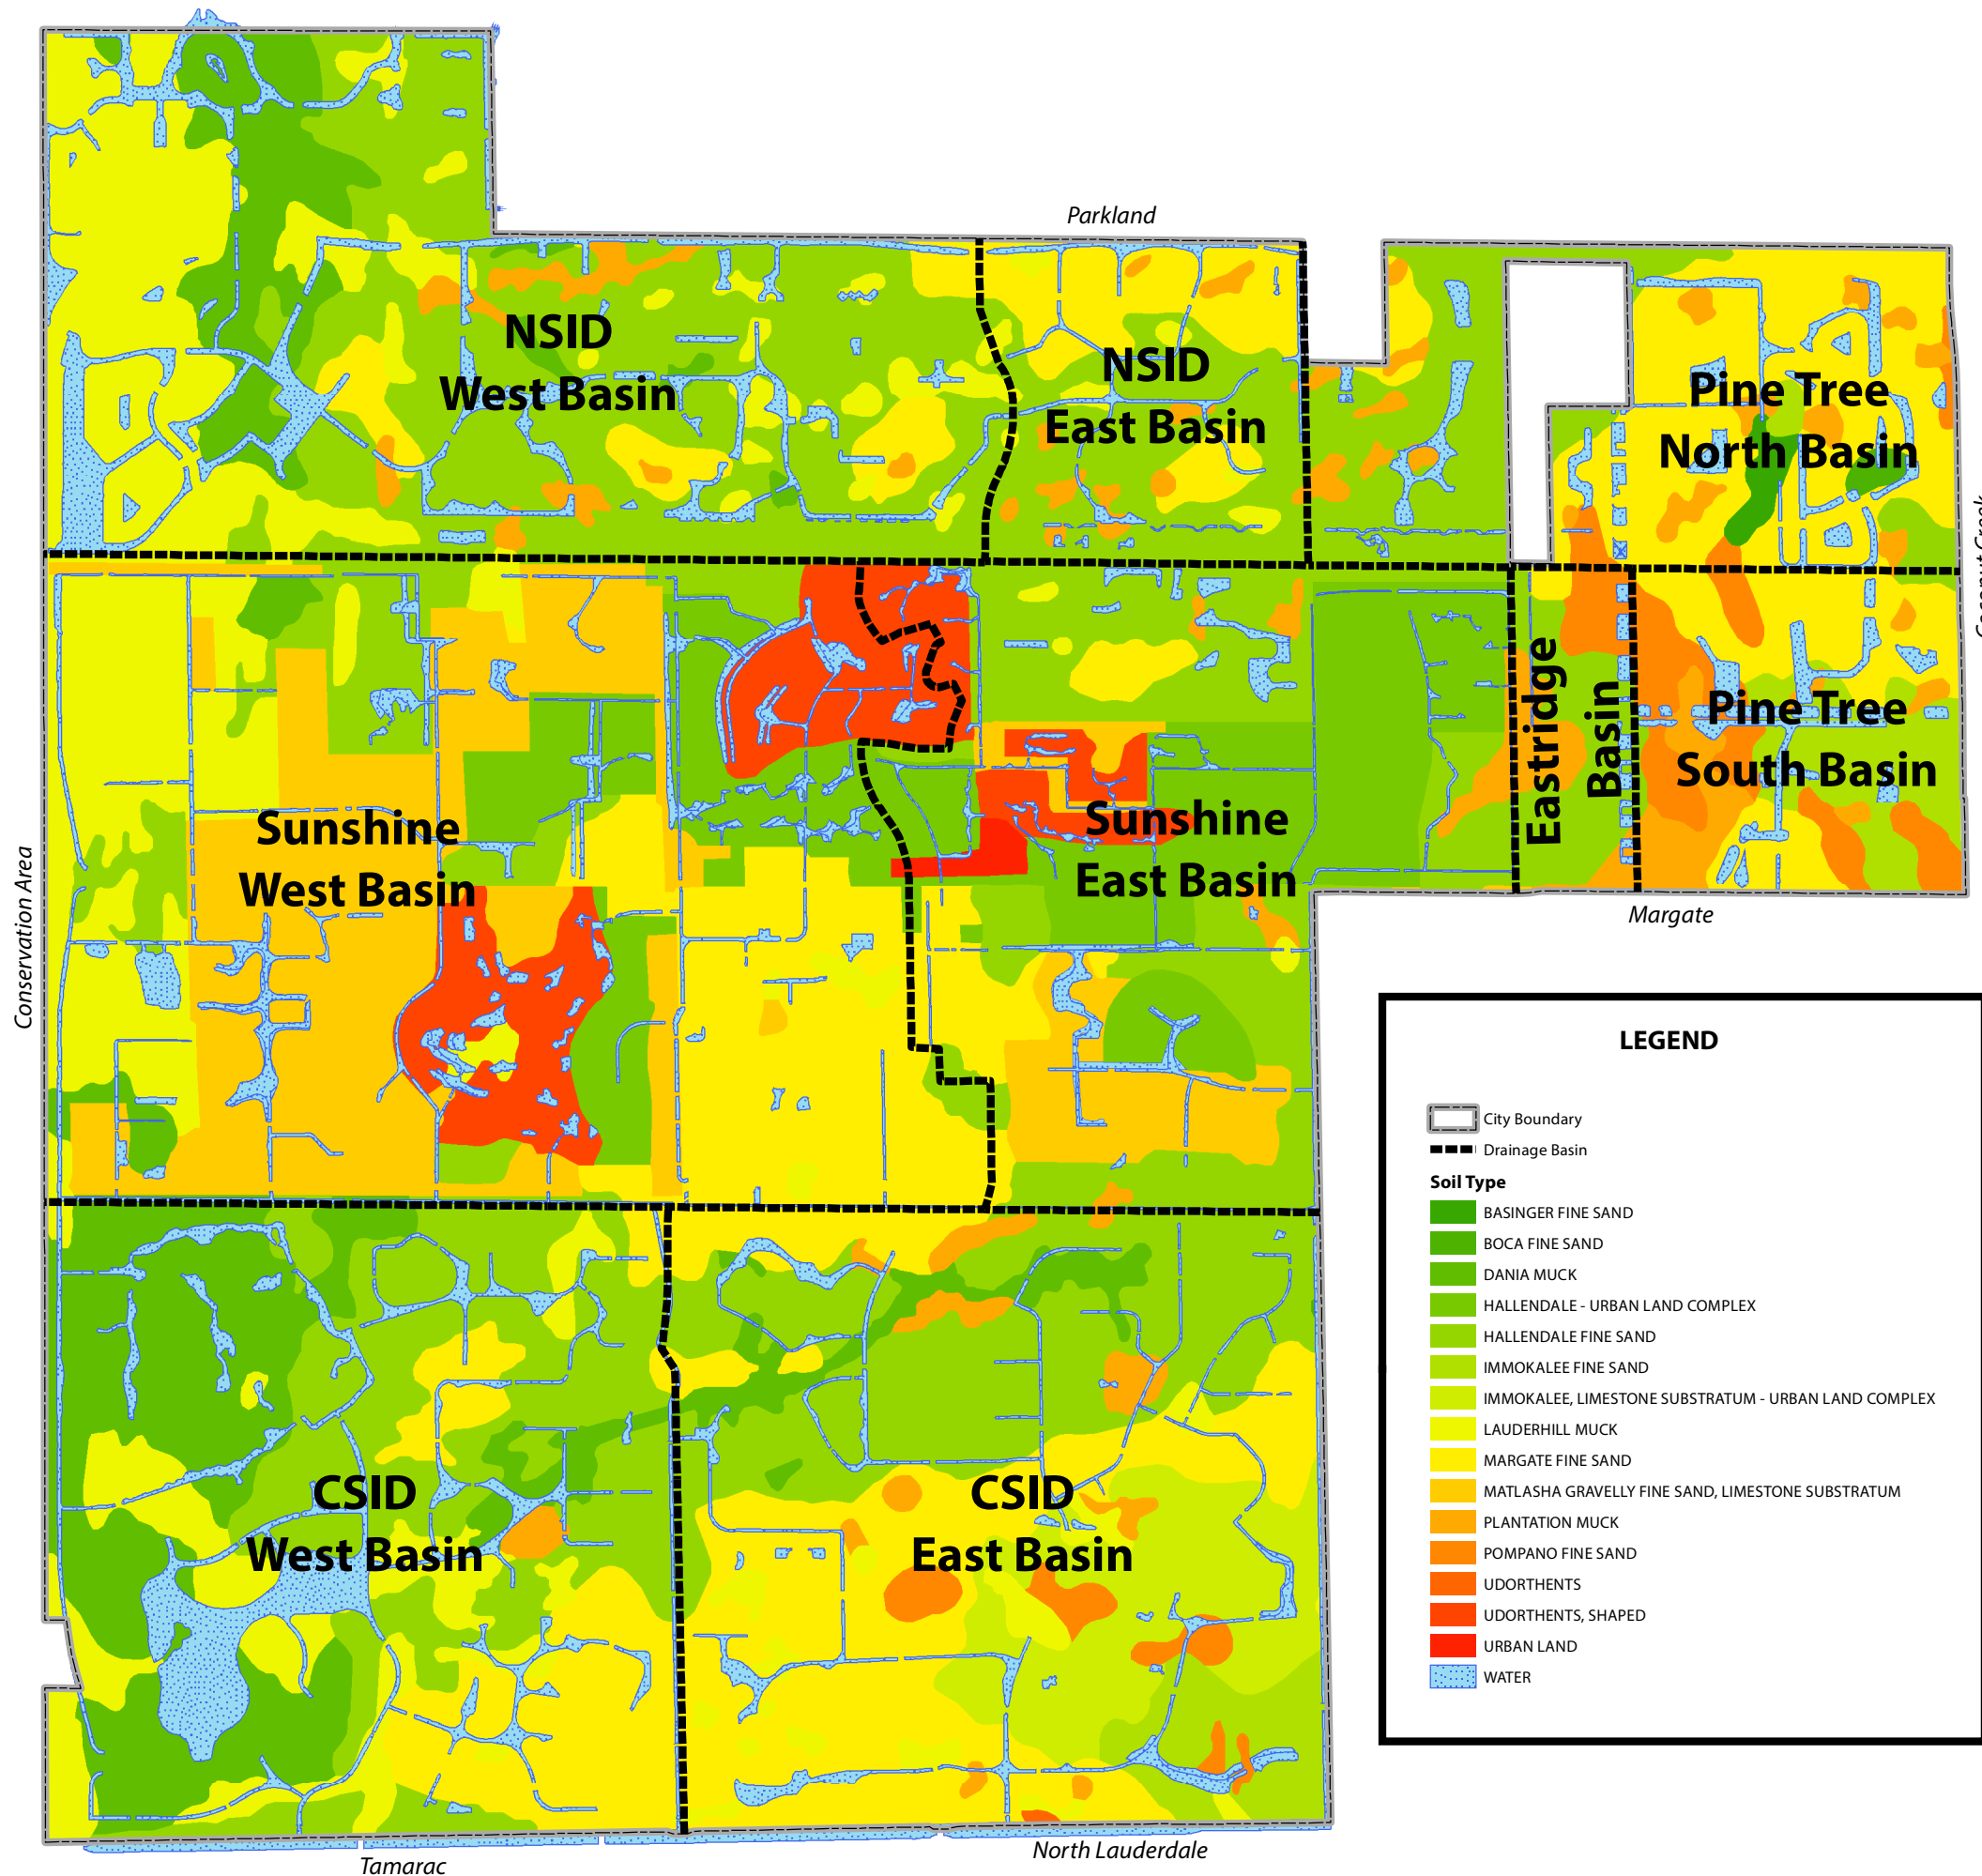 Parkland
NSID
West Basin
NSID
East Basin
Pine Tree
North Basin
Conservation Area
Sunshine
West Basin
Sunshine
East Basin
Eastridge
Basin
Pine Tree
South Basin
Margate
CSID
West Basin
CSID
East Basin
Tamarac
North Lauderdale
LEGEND
City Boundary
Drainage Basin
Soil Type
BASINGER FINE SAND
BOCA FINE SAND
DANIA MUCK
HALLENDALE - URBAN LAND COMPLEX
HALLENDALE FINE SAND
IMMOKALEE FINE SAND
IMMOKALEE, LIMESTONE SUBSTRATUM - URBAN LAND COMPLEX
LAUDERHILL MUCK
MARGATE FINE SAND
MATLASHA GRAVELLY FINE SAND, LIMESTONE SUBSTRATUM
PLANTATION MUCK
POMPANO FINE SAND
UDORTHENTS
UDORTHENTS, SHAPED
URBAN LAND
WATER